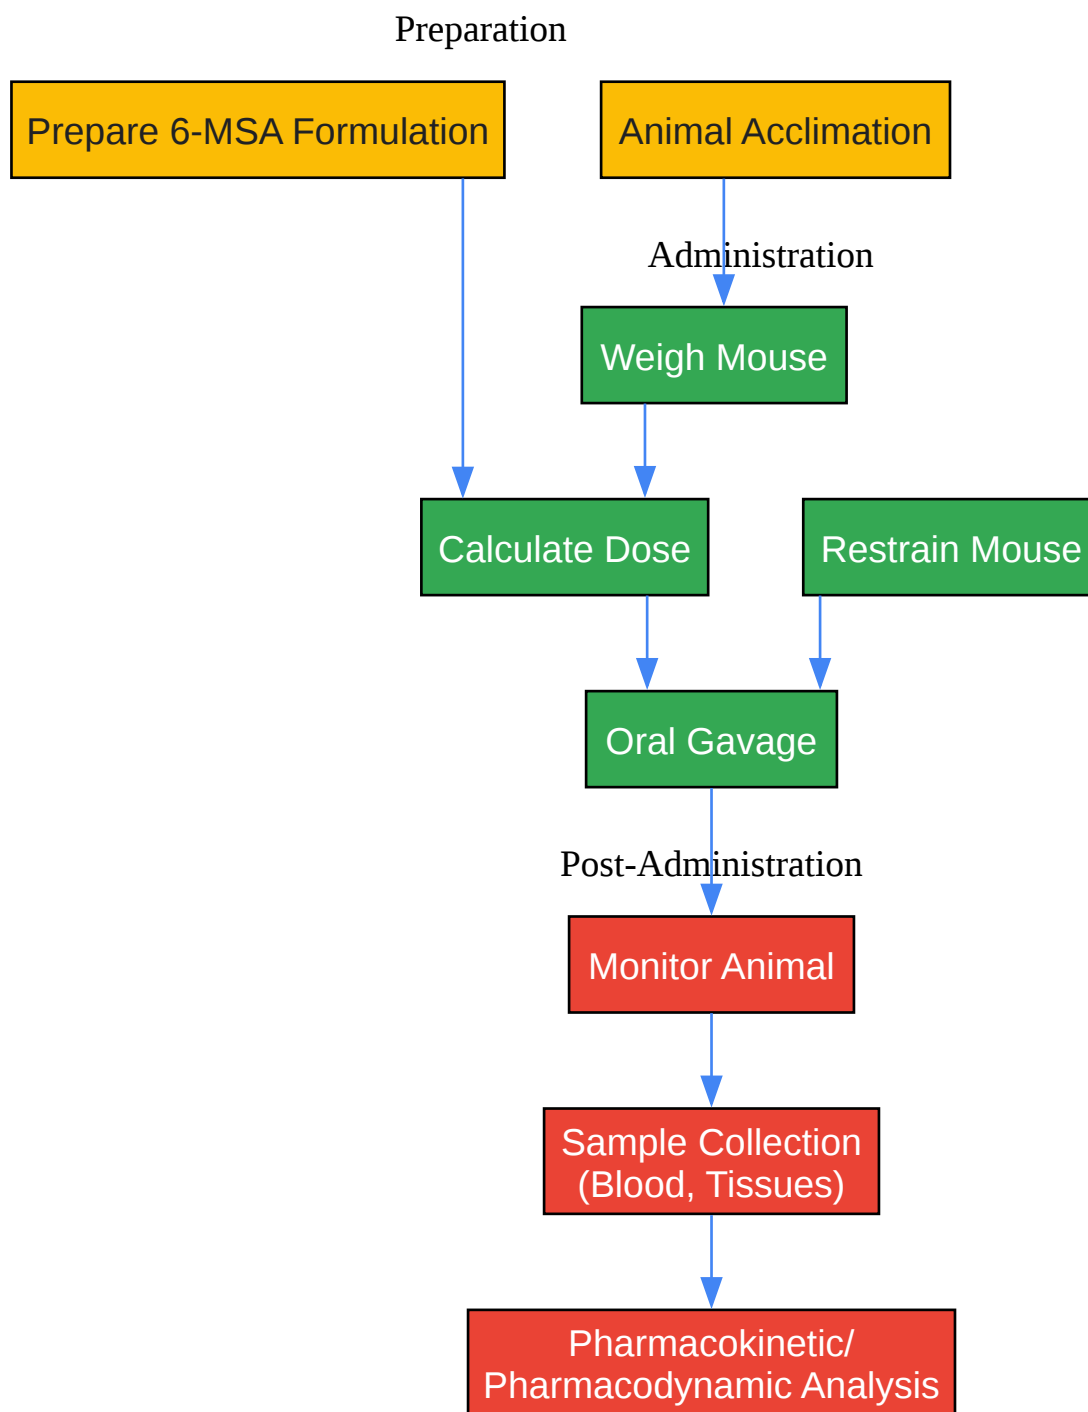 Preparation
Prepare 6-MSA Formulation
Animal Acclimation
Administration
Weigh Mouse
Calculate Dose
Restrain Mouse
Oral Gavage
Post-Administration
Monitor Animal
Sample Collection
(Blood, Tissues)
Pharmacokinetic/
Pharmacodynamic Analysis